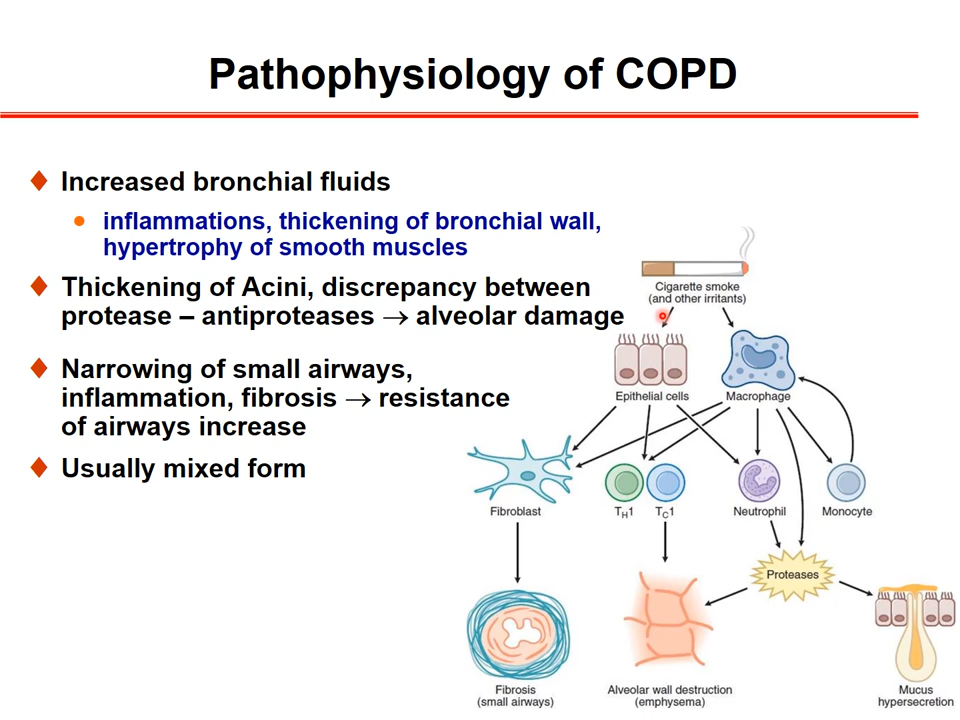 Pathophysiology of COPD
Increased bronchial fluids
inflammations, thickening of bronchial wall,
hypertrophy of smooth muscles
Thickening of Acini, discrepancy between
protease – antiproteases → alveolar damage
Narrowing of small airways,
inflammation, fibrosis → resistance
of airways increase
Usually mixed form
Cigarette smoke
(and other irritants)
Epithelial cells
Macrophage
Fibroblast
TH1
TC1
Neutrophil
Monocyte
Proteases
Fibrosis
(small airways)
Alveolar wall destruction
(emphysema)
Mucus
hypersecretion